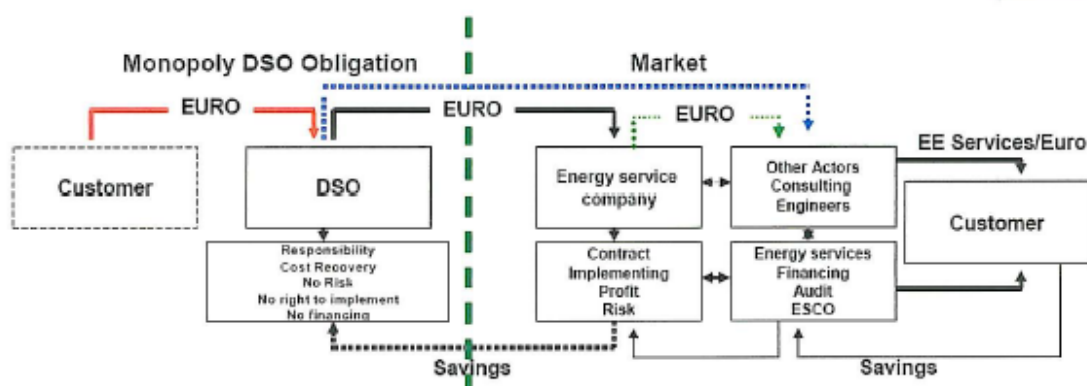 Monopoly DSO Obligation
Market
EURO
EURO
EURO
EE Services/Euro
Customer
DSO
Energy service
company
Other Actors
Consulting
Engineers
Customer
Responsibility
Cost Recovery
No Risk
No right to implement
No financing
Contract
Implementing
Profit
Risk
Energy services
Financing
Audit
ESCO
Savings
Savings